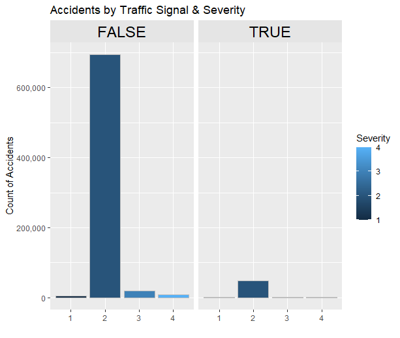 Accidents by Traffic Signal & Severity
FALSE
TRUE
Count of Accidents
600,000
400,000
200,000
0
1 2 3 4
1 2 3 4
Severity
4
3
2
1